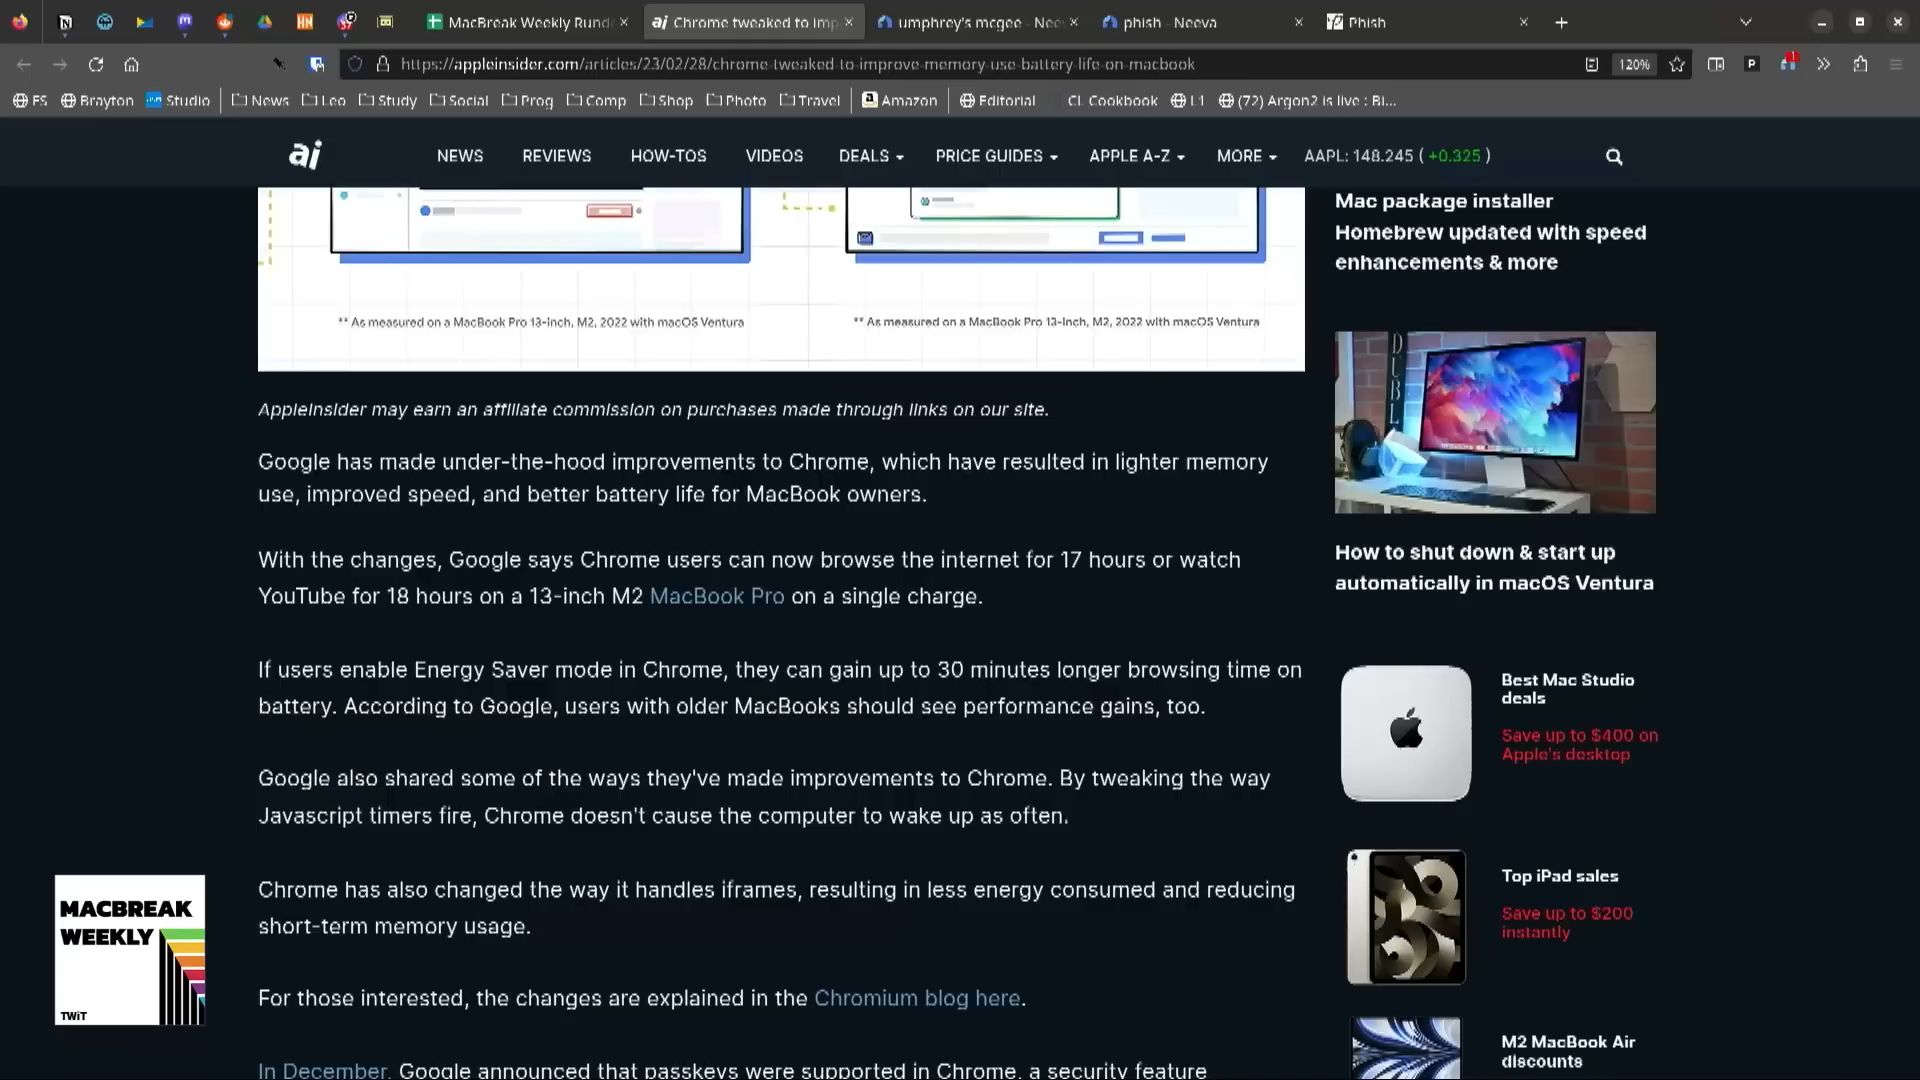 MacBreak Weekly Runde
Chrome tweaked to imp
umphrey's mcgee - Nee
phish - Neeva
Phish
https://appleinsider.com/articles/23/02/28/chrome-tweaked-to-improve-memory-use-battery-life-on-macbook
120%
FS Brayton Studio News Leo Study Social Prog Comp Shop Photo Travel Amazon Editorial CL Cookbook L1 (72) Argon2 is live : Bl...
ai NEWS REVIEWS HOW-TOS VIDEOS DEALS PRICE GUIDES APPLE A-Z MORE AAPL: 148.245 ( +0.325 )
** As measured on a MacBook Pro 13-inch, M2, 2022 with macOS Ventura
** As measured on a MacBook Pro 13-inch, M2, 2022 with macOS Ventura
AppleInsider may earn an affiliate commission on purchases made through links on our site.
Google has made under-the-hood improvements to Chrome, which have resulted in lighter memory
use, improved speed, and better battery life for MacBook owners.
With the changes, Google says Chrome users can now browse the internet for 17 hours or watch
YouTube for 18 hours on a 13-inch M2 MacBook Pro on a single charge.
If users enable Energy Saver mode in Chrome, they can gain up to 30 minutes longer browsing time on
battery. According to Google, users with older MacBooks should see performance gains, too.
Google also shared some of the ways they've made improvements to Chrome. By tweaking the way
Javascript timers fire, Chrome doesn't cause the computer to wake up as often.
Chrome has also changed the way it handles iframes, resulting in less energy consumed and reducing
short-term memory usage.
For those interested, the changes are explained in the Chromium blog here.
In December, Google announced that passkeys were supported in Chrome, a security feature
Mac package installer
Homebrew updated with speed
enhancements & more
How to shut down & start up
automatically in macOS Ventura
Best Mac Studio
deals
Save up to $400 on
Apple's desktop
Top iPad sales
Save up to $200
instantly
M2 MacBook Air
discounts
MACBREAK
WEEKLY
TWiT